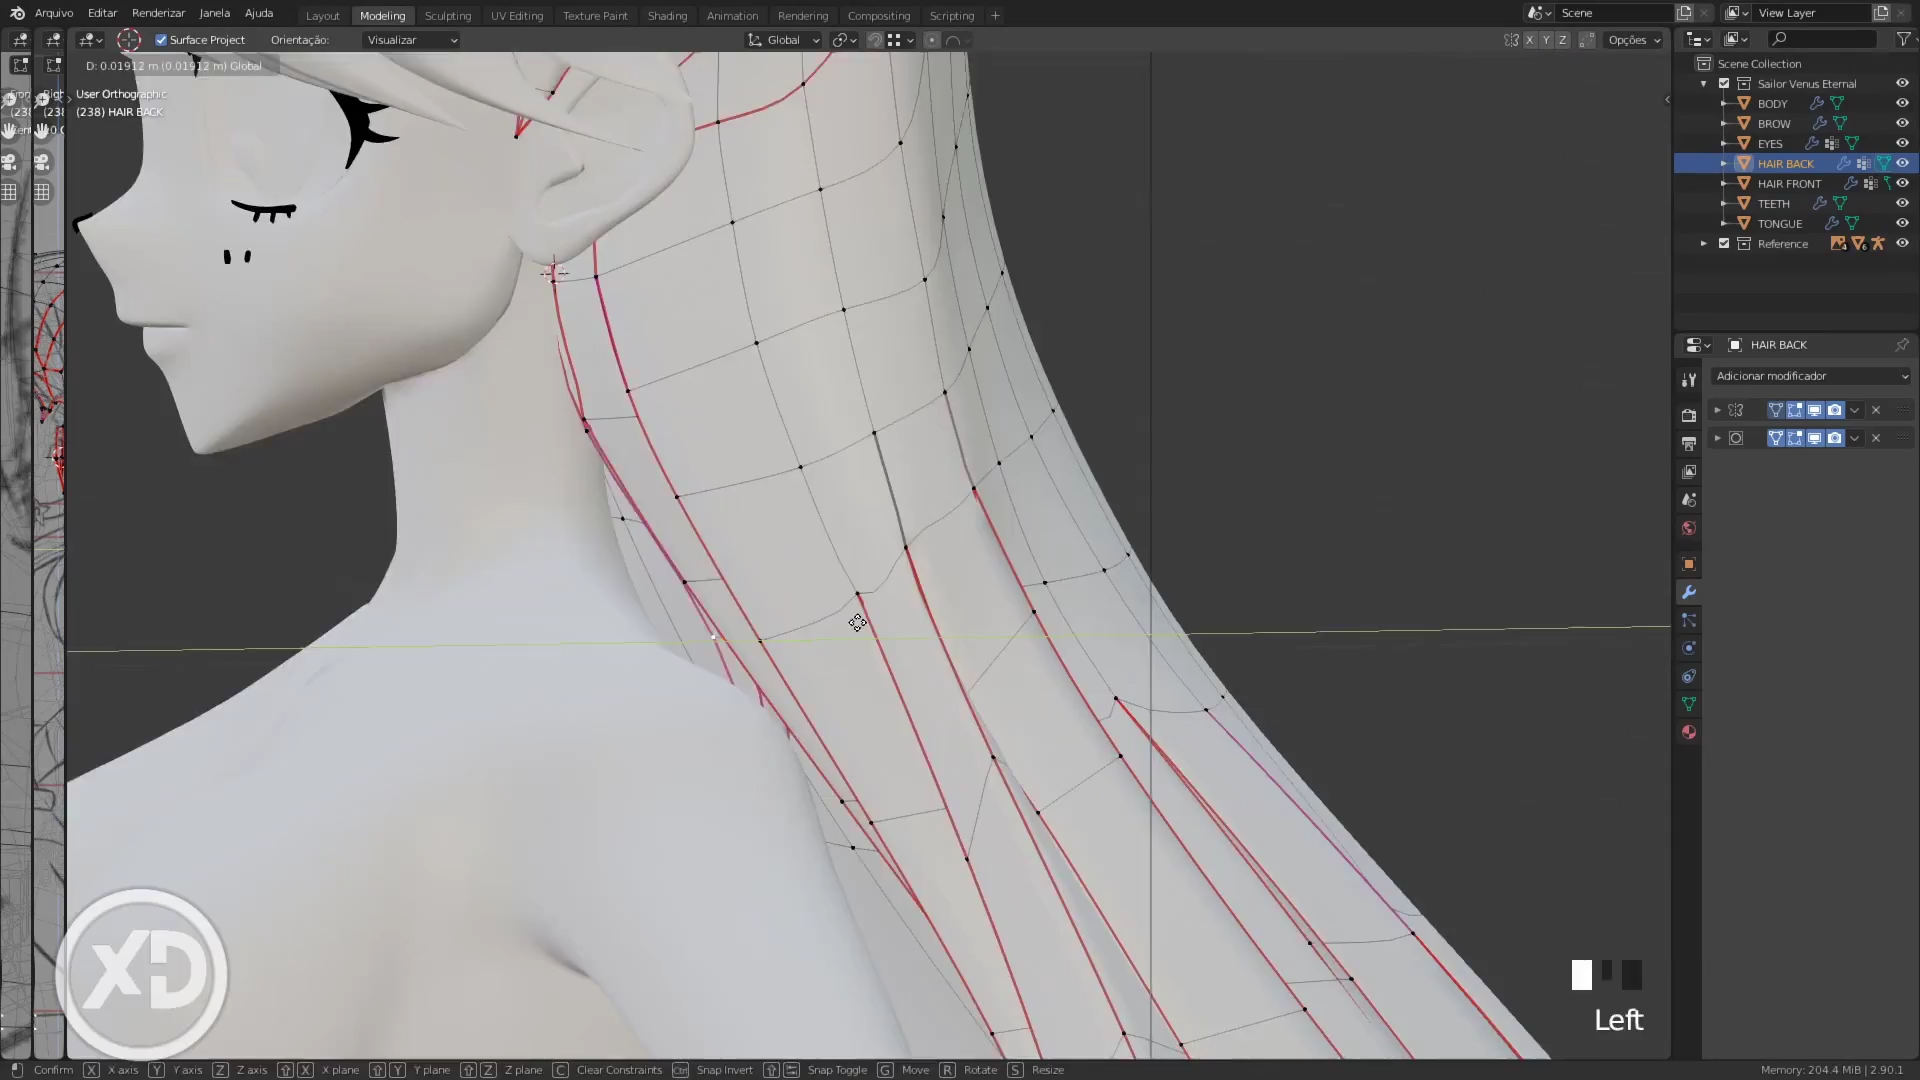 Arquivo Editar Renderizar Janela Ajuda Layout Modeling Sculpting UV Editing Texture Paint Shading Animation Rendering Compositing Scripting + Scene View Layer
Surface Project Orientação: Visualizar Global X Y Z Opções
D: 0.01912 m (0.01912 m) Global
User Orthographic
(238) HAIR BACK
Scene Collection
Sailor Venus Eternal
BODY
BROW
EYES
HAIR BACK
HAIR FRONT
TEETH
TONGUE
Reference
HAIR BACK
Adicionar modificador
XD
Left
Confirm X X axis Y Y axis Z Z axis X X plane Y Y plane Z Z plane C Clear Constraints Ctrl Snap Invert Snap Toggle G Move R Rotate S Resize Memory: 204.4 MiB | 2.90.1